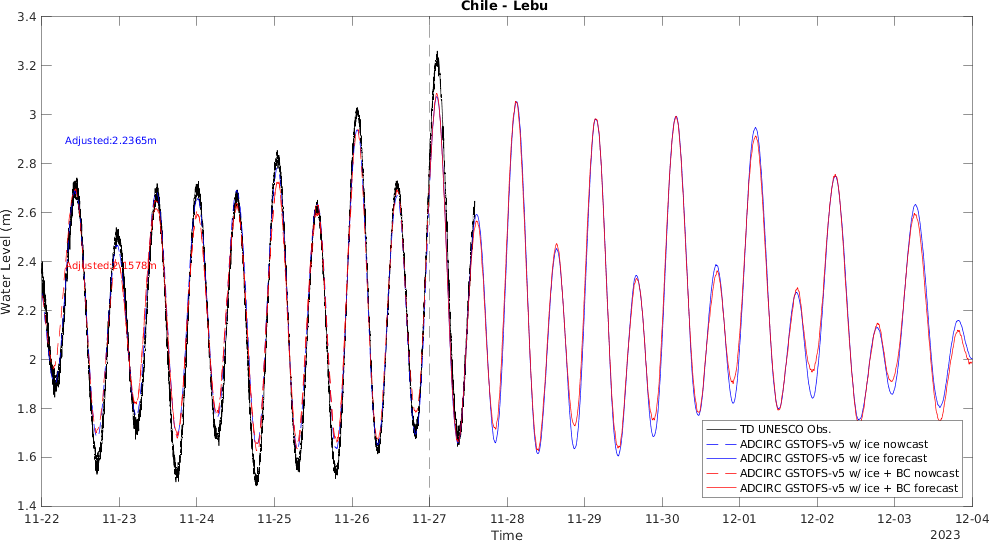 Chile - Lebu
3.4
3.2
3
2.8
2.6
2.4
2.2
2
1.8
1.6
1.4
Water Level (m)
Adjusted:2.2365m
Adjusted:2.1578m
TD UNESCO Obs.
ADCIRC GSTOFS-v5 w/ ice nowcast
ADCIRC GSTOFS-v5 w/ ice forecast
ADCIRC GSTOFS-v5 w/ ice + BC nowcast
ADCIRC GSTOFS-v5 w/ ice + BC forecast
11-22 11-23 11-24 11-25 11-26 11-27 11-28 11-29 11-30 12-01 12-02 12-03 12-04
Time
2023